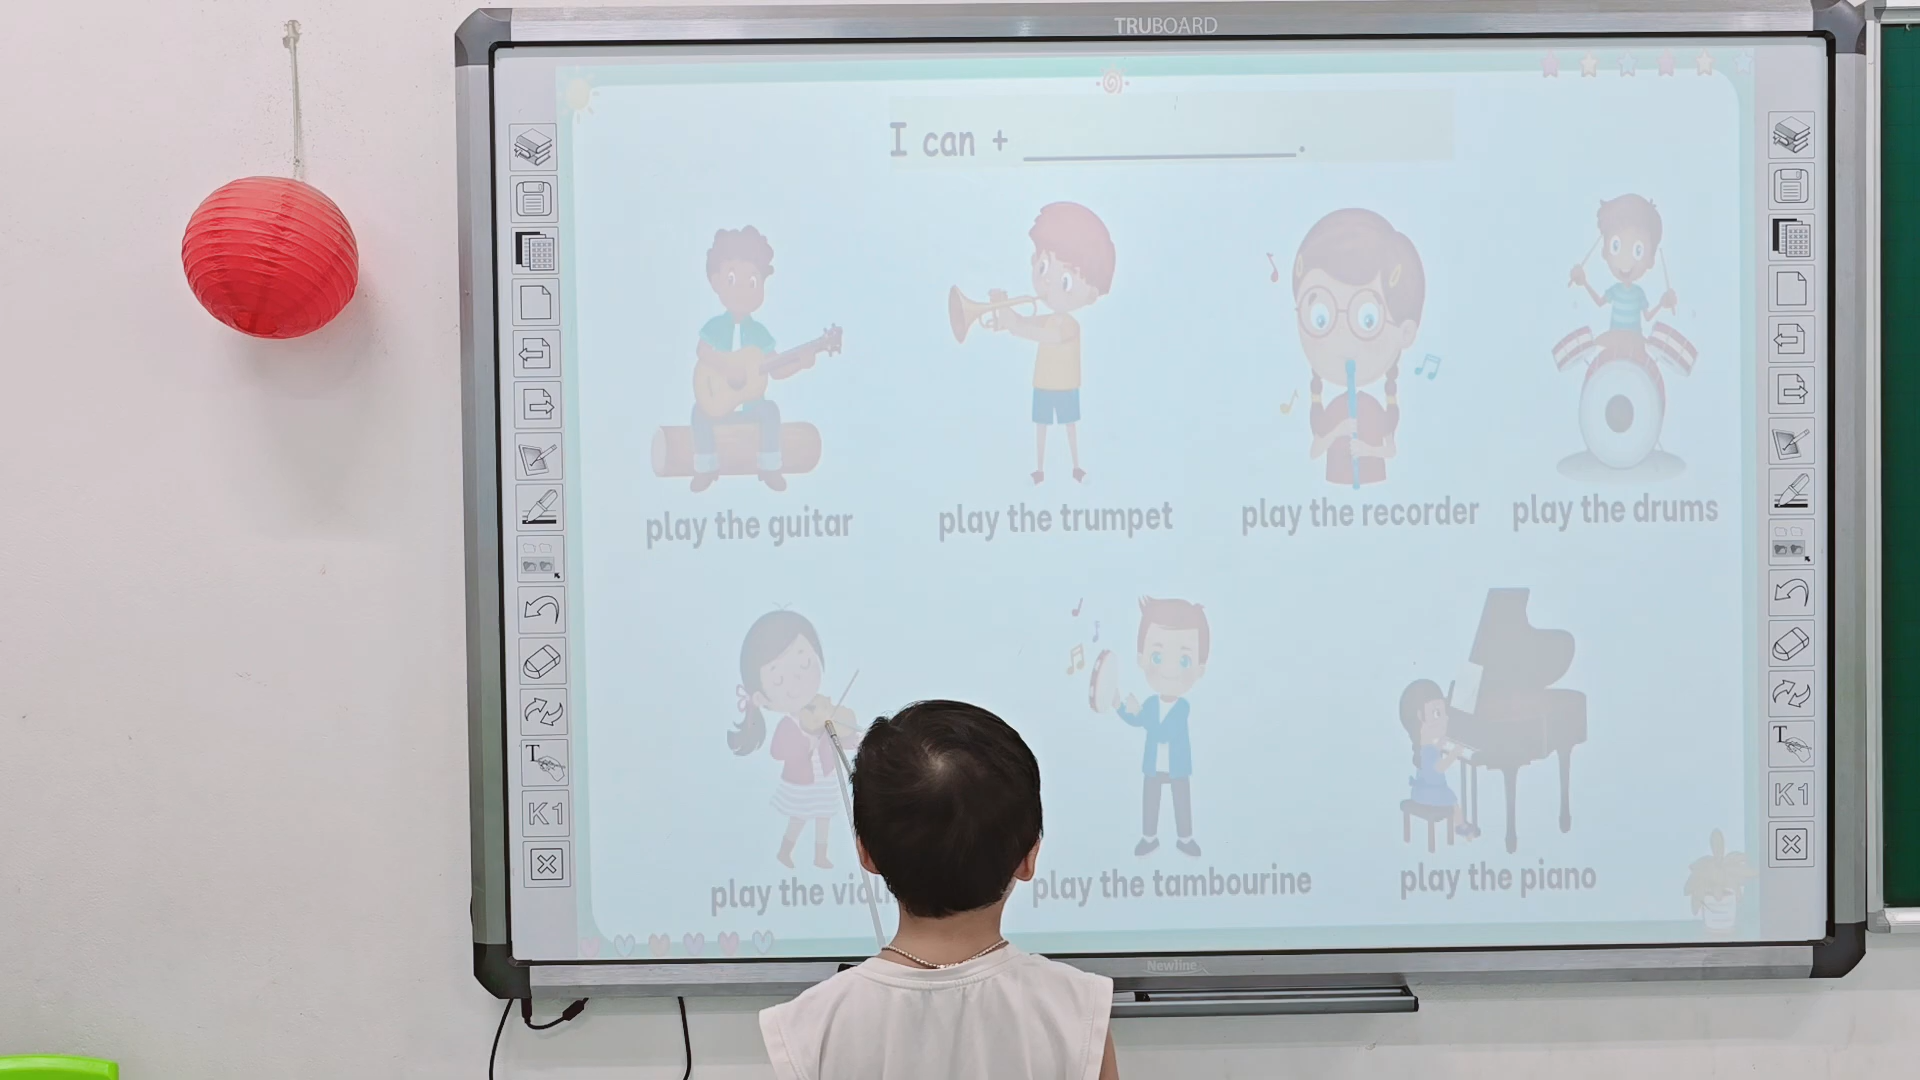 TRUBOARD
I can + ____________.
play the guitar
play the trumpet
play the recorder
play the drums
play the
play the tambourine
play the piano
T
K1
T
K1
Newline